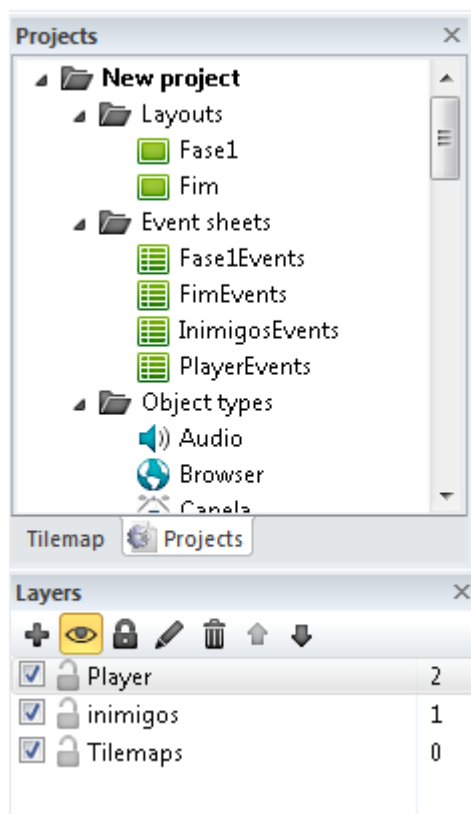 Projects
New project
Layouts
Fase1
Fim
Event sheets
Fase1Events
FimEvents
InimigosEvents
PlayerEvents
Object types
Audio
Browser
Canela
Tilemap Projects
Layers
Player 2
inimigos 1
Tilemaps 0